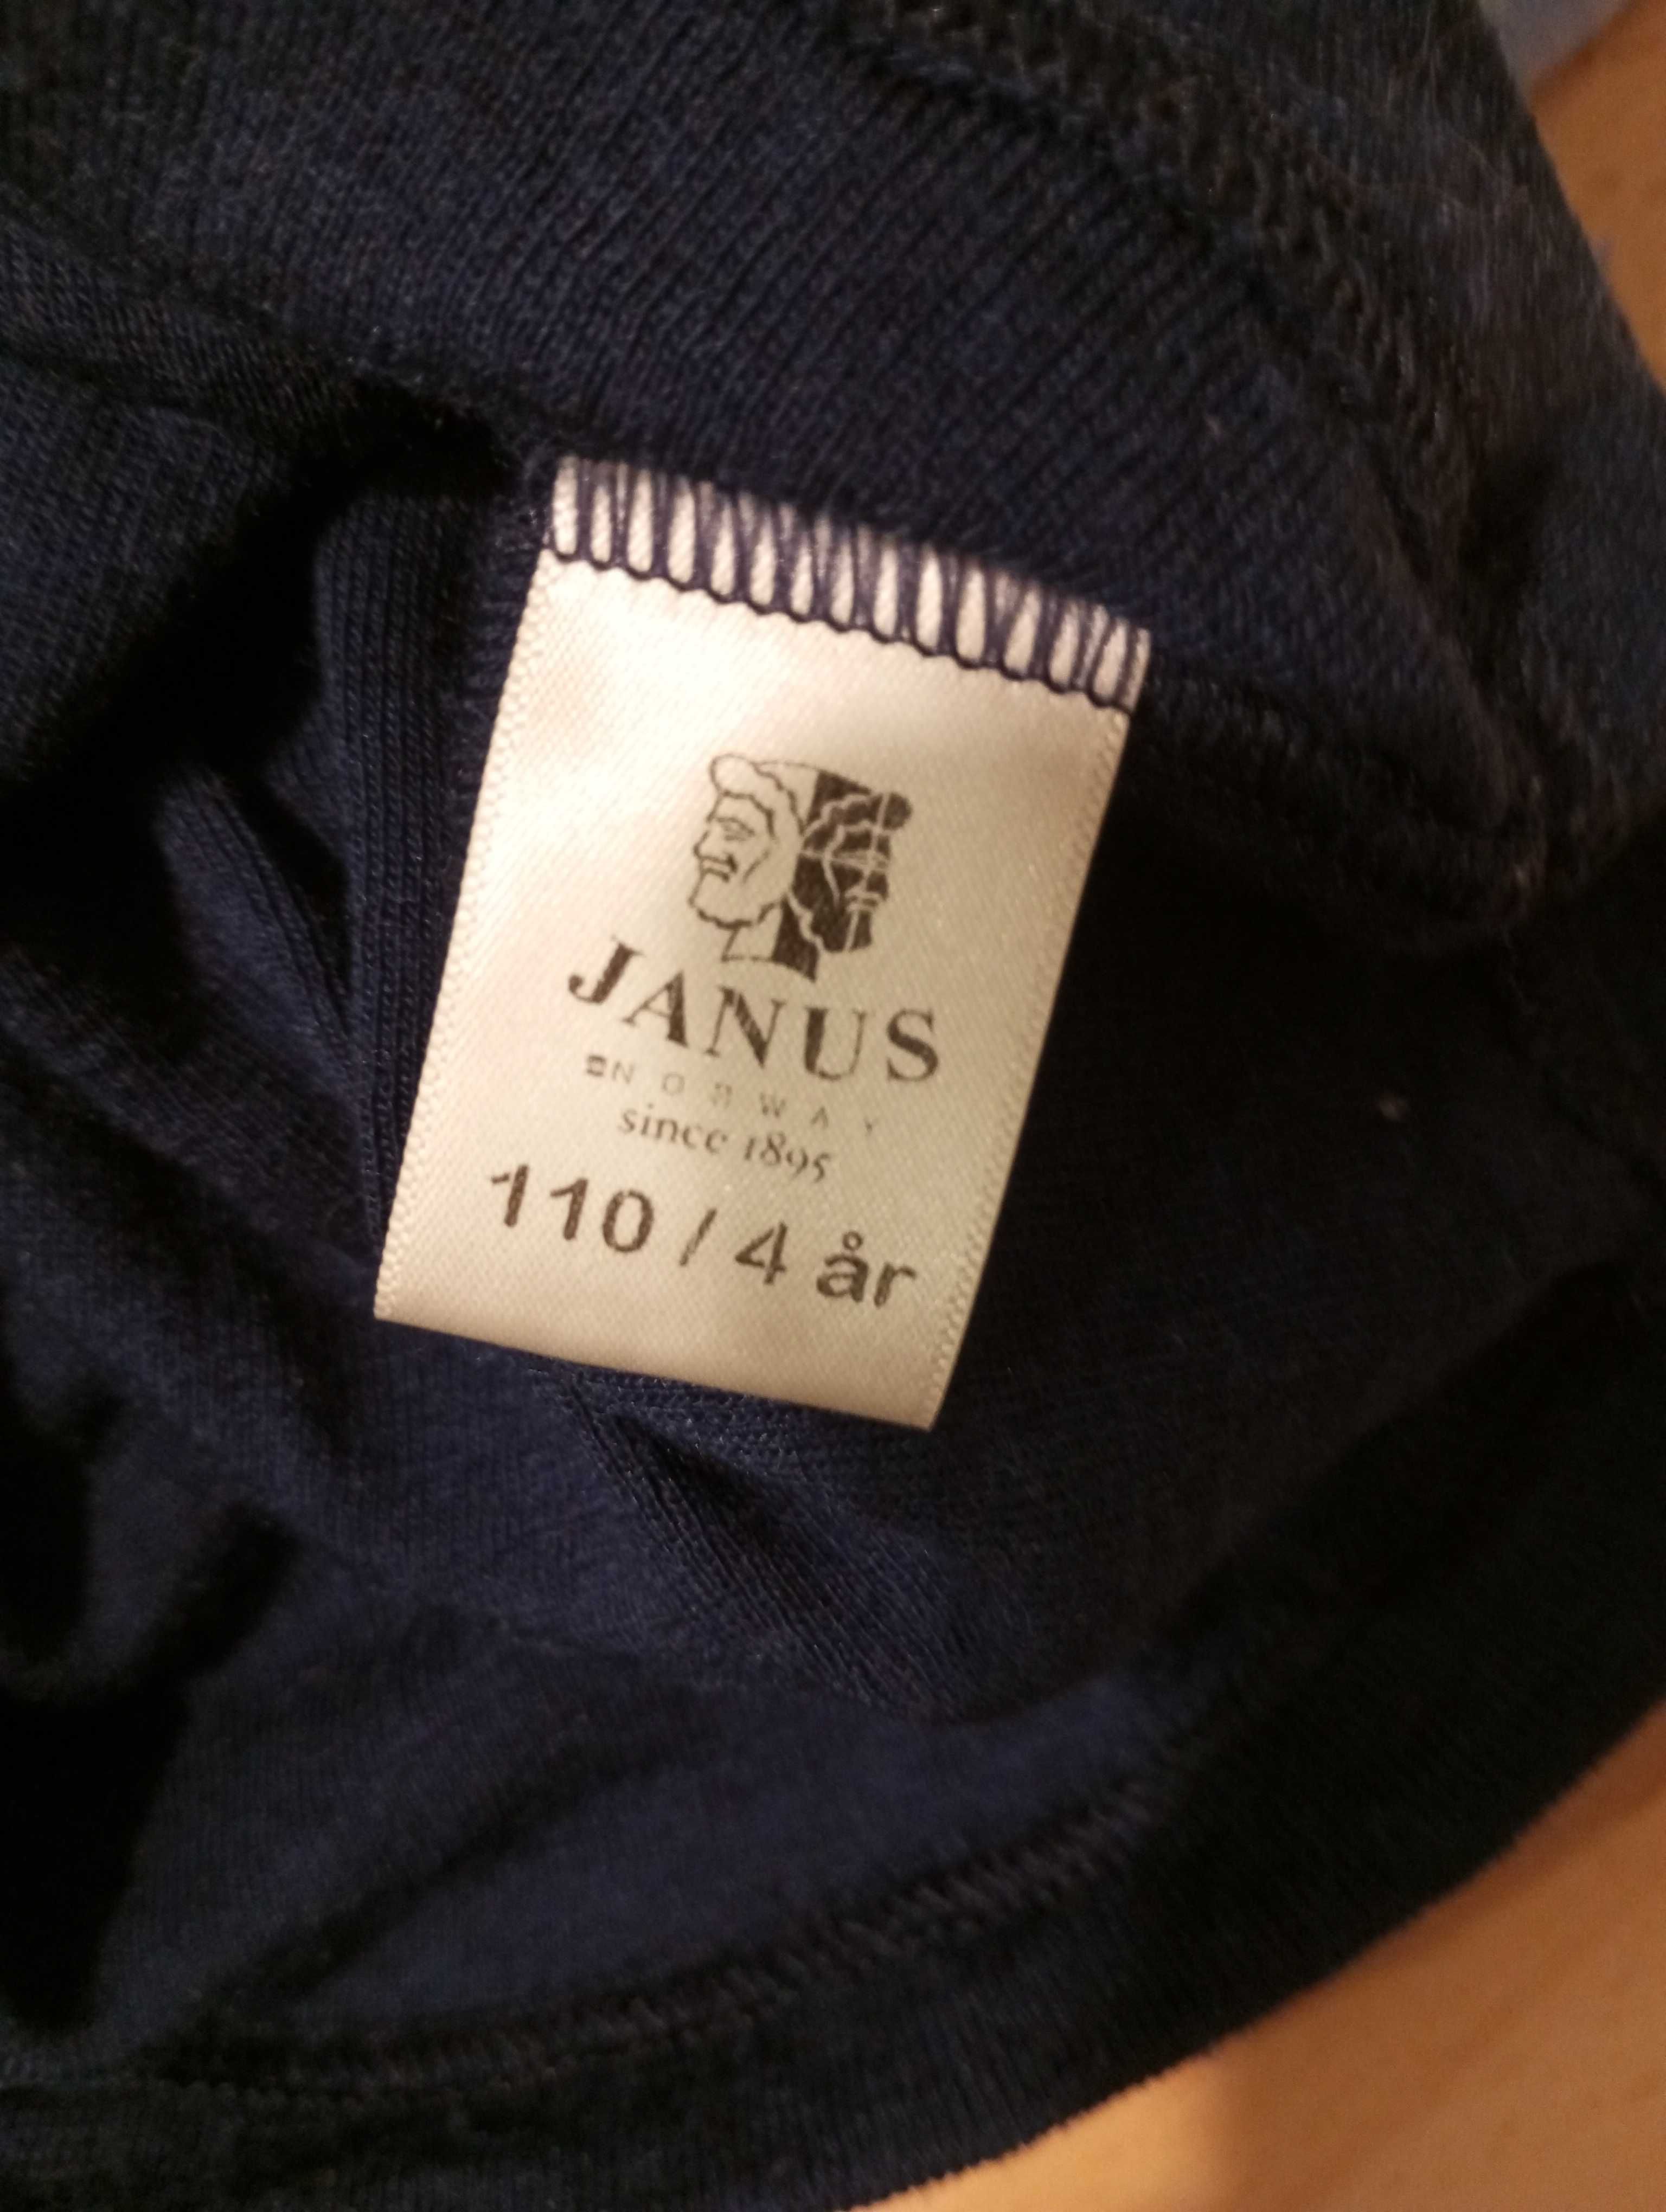 JANUS
NORWAY
since 1895
110 / 4 år